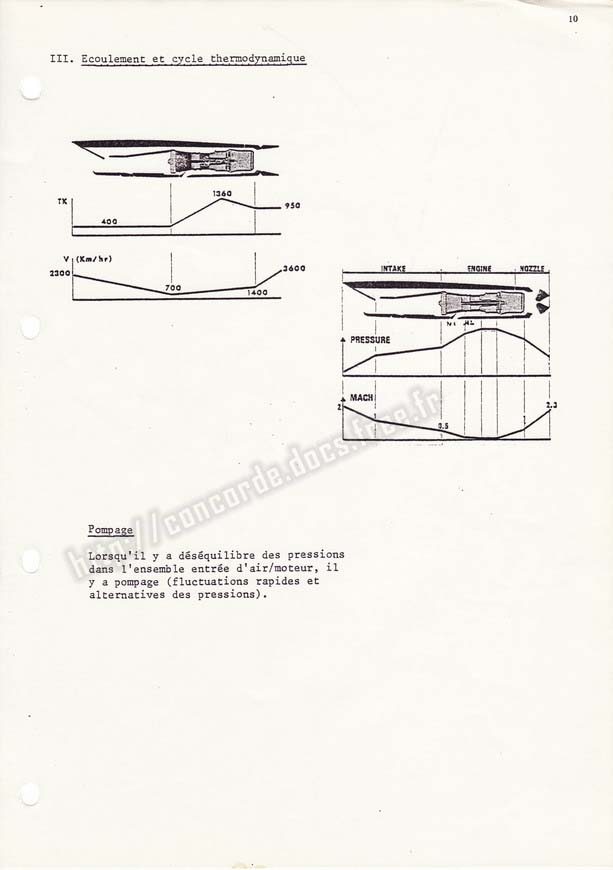 10
III. Ecoulement et cycle thermodynamique
1360
TK
400
950
V (Km/hr)
2300
700
1400
3600
INTAKE ENGINE NOZZLE
N1
PRESSURE
MACH
2
1
0.5
1
2.3
http://concorde.docs.free.fr
Pompage
Lorsqu'il y a déséquilibre des pressions
dans l'ensemble entrée d'air/moteur, il
y a pompage (fluctuations rapides et
alternatives des pressions).